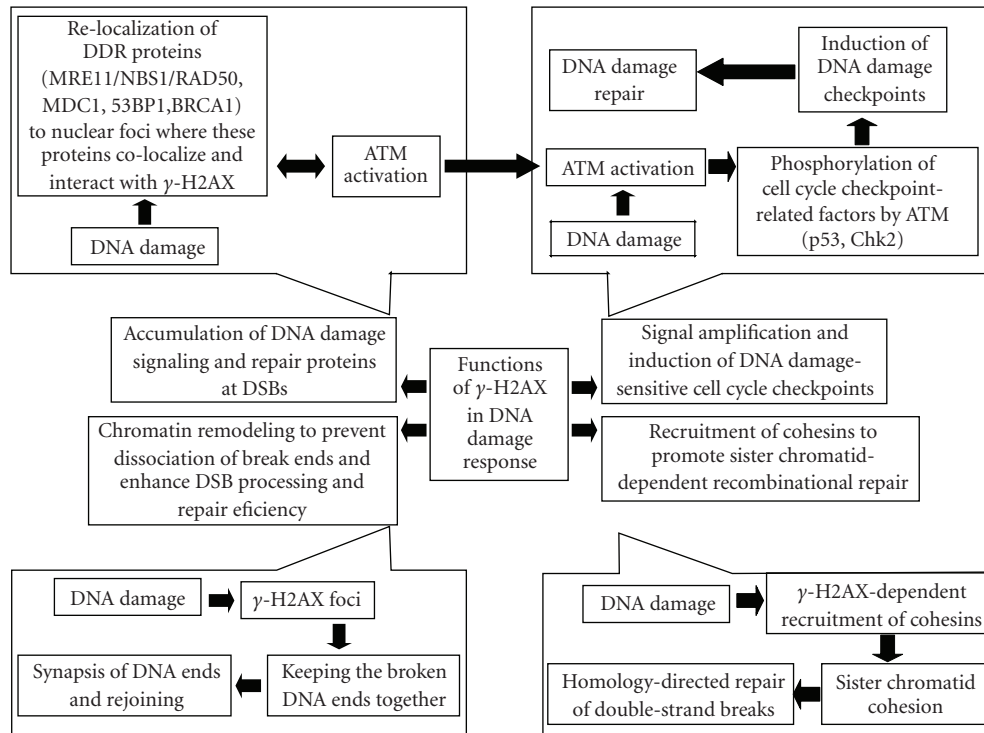 Re-localization of
DDR proteins
(MRE11/NBS1/RAD50,
MDC1, 53BP1,BRCA1)
to nuclear foci where these
proteins co-localize and
interact with γ-H2AX
ATM
activation
DNA damage
DNA damage
repair
Induction of
DNA damage
checkpoints
ATM activation
Phosphorylation of
cell cycle checkpoint-
related factors by ATM
(p53, Chk2)
DNA damage
Accumulation of DNA damage
signaling and repair proteins
at DSBs
Chromatin remodeling to prevent
dissociation of break ends and
enhance DSB processing and
repair eficiency
Functions
of γ-H2AX
in DNA
damage
response
Signal amplification and
induction of DNA damage-
sensitive cell cycle checkpoints
Recruitment of cohesins to
promote sister chromatid-
dependent recombinational repair
DNA damage
γ-H2AX foci
Synapsis of DNA ends
and rejoining
Keeping the broken
DNA ends together
DNA damage
γ-H2AX-dependent
recruitment of cohesins
Homology-directed repair
of double-strand breaks
Sister chromatid
cohesion